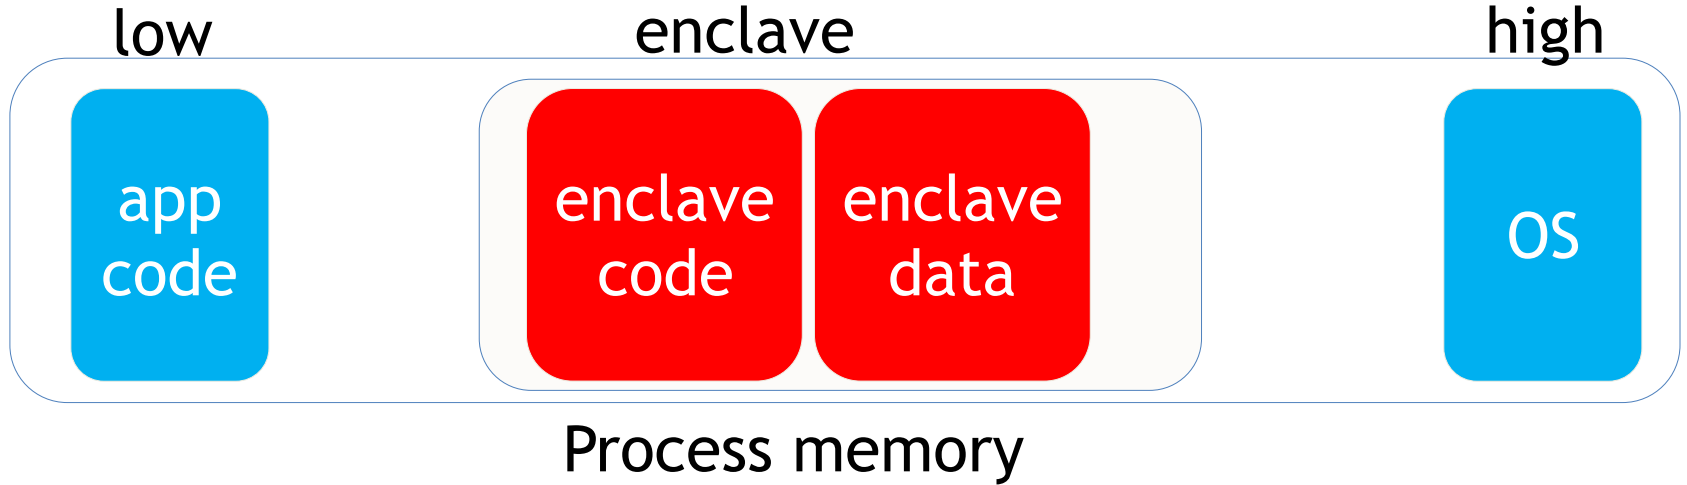 low
enclave
high
app
code
enclave
code
enclave
data
OS
Process memory